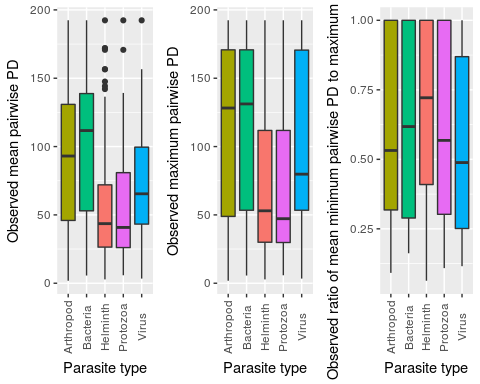 Observed mean pairwise PD
200
150
100
50
0
Arthropod
Bacteria
Helminth
Protozoa
Virus
Parasite type
Observed maximum pairwise PD
200
150
100
50
0
Arthropod
Bacteria
Helminth
Protozoa
Virus
Parasite type
Observed ratio of mean minimum pairwise PD to maximum
1.00
0.75
0.50
0.25
Arthropod
Bacteria
Helminth
Protozoa
Virus
Parasite type